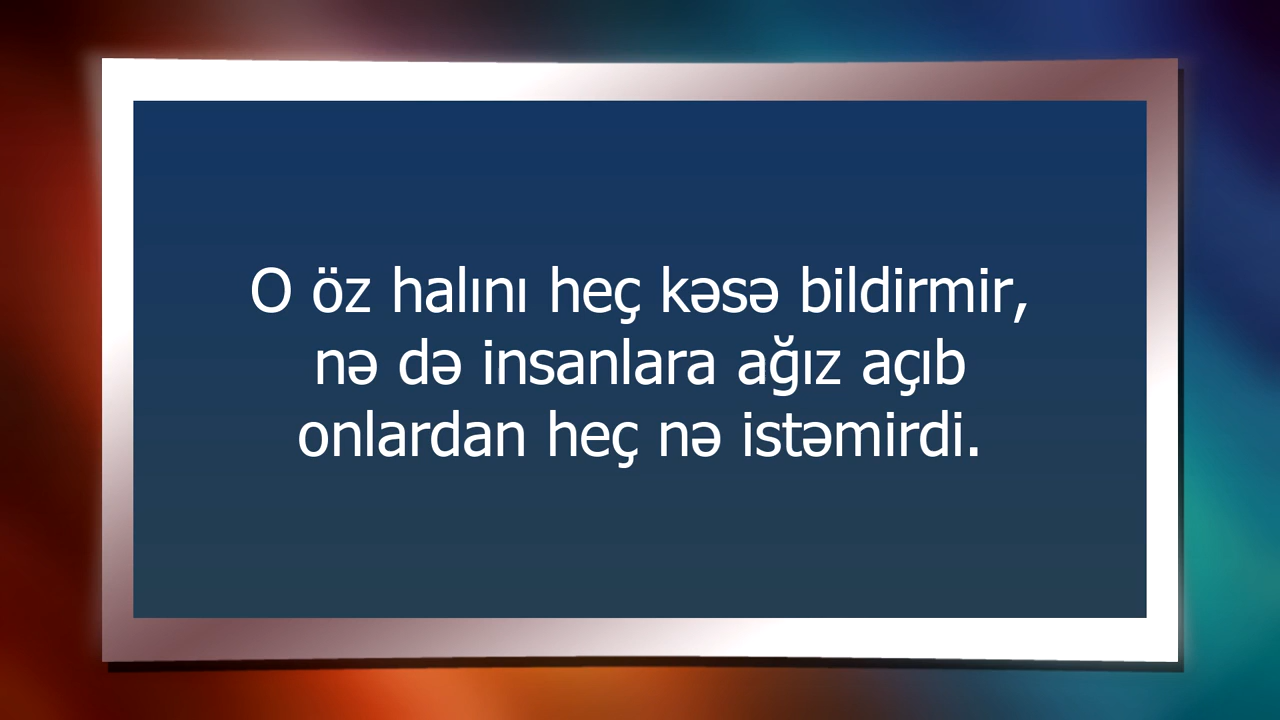 O öz halını heç kəsə bildirmir,
nə də insanlara ağız açıb
onlardan heç nə istəmirdi.